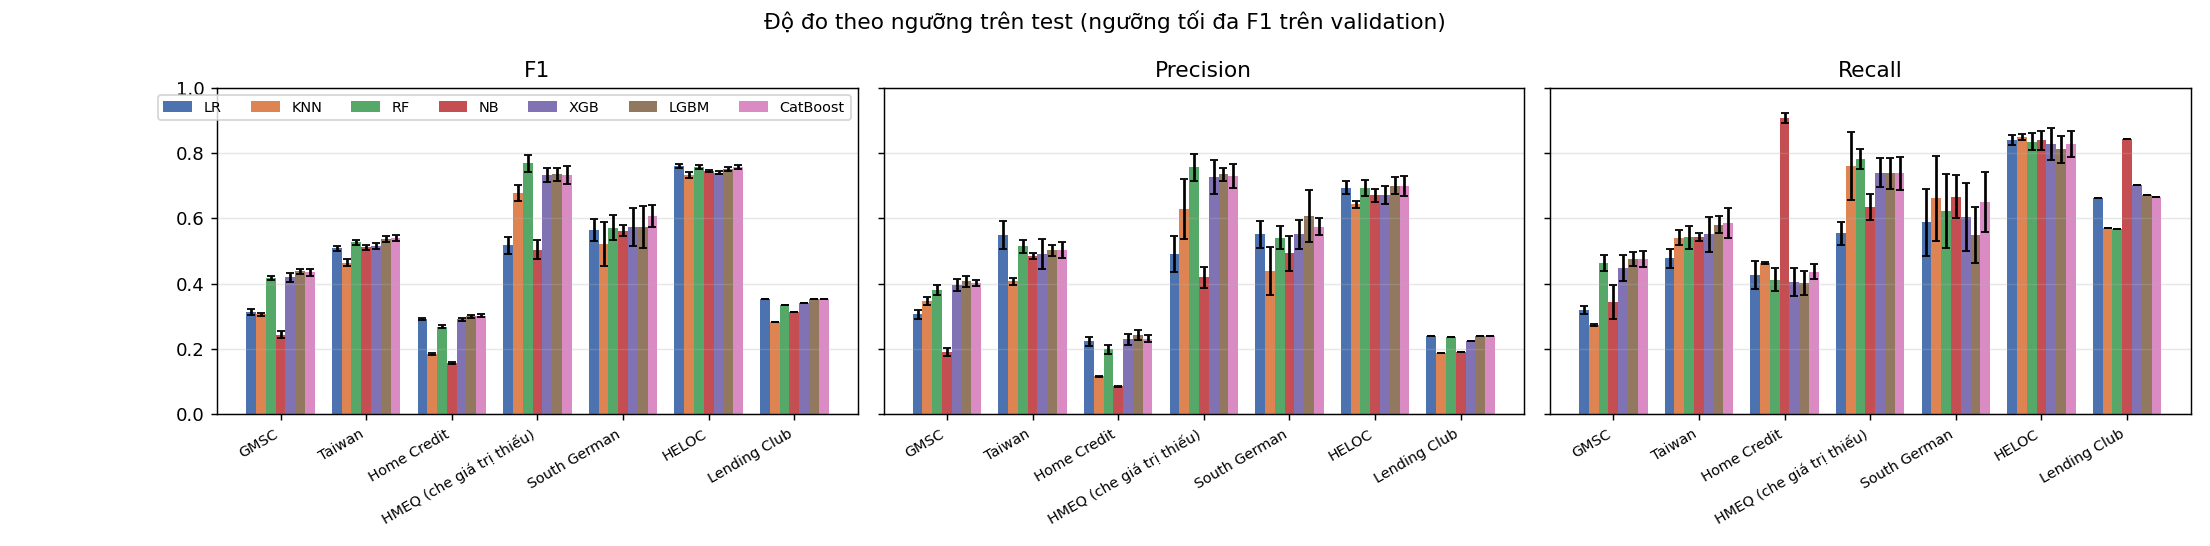 Độ đo theo ngưỡng trên test (ngưỡng tối đa F1 trên validation)
F1
1.0
0.8
0.6
0.4
0.2
0.0
LR KNN RF NB XGB LGBM CatBoost
GMSC
Taiwan
Home Credit
HMEQ (che giá trị thiếu)
South German
HELOC
Lending Club
Precision
GMSC
Taiwan
Home Credit
HMEQ (che giá trị thiếu)
South German
HELOC
Lending Club
Recall
GMSC
Taiwan
Home Credit
HMEQ (che giá trị thiếu)
South German
HELOC
Lending Club